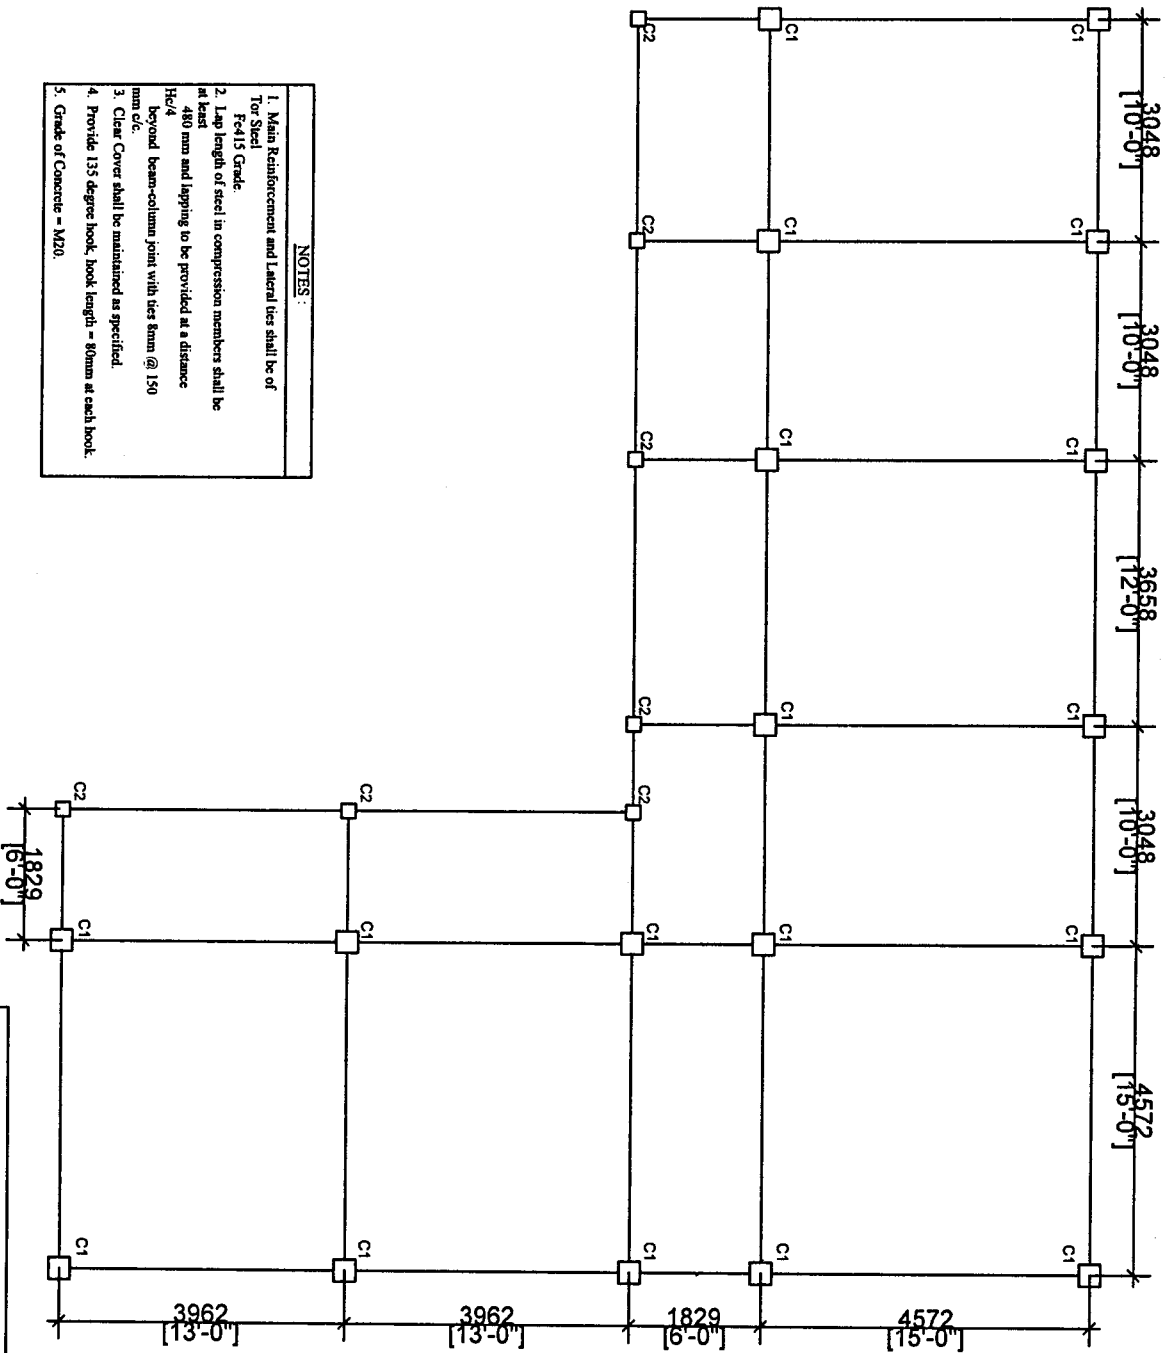 3048
[10'-0"]
3048
[10'-0"]
3658
[12'-0"]
3048
[10'-0"]
4572
[15'-0"]
C1
C1
C1
C1
C1
C1
C1
C1
C1
C1
C1
C1
C2
C2
C2
C2
C2
C1
C1
C2
C1
C1
C2
C1
C1
4572
[15'-0"]
1829
[6'-0"]
3962
[13'-0"]
3962
[13'-0"]
1829
[6'-0"]
NOTES :
1. Main Reinforcement and Lateral ties shall be of
Tor Steel
Fe415 Grade.
2. Lap length of steel in compression members shall be
at least
480 mm and lapping to be provided at a distance
Hc/4
beyond beam-column joint with ties 8mm @ 150
mm c/c.
3. Clear Cover shall be maintained as specified.
4. Provide 135 degree hook, hook length = 80mm at each hook.
5. Grade of Concrete = M20.